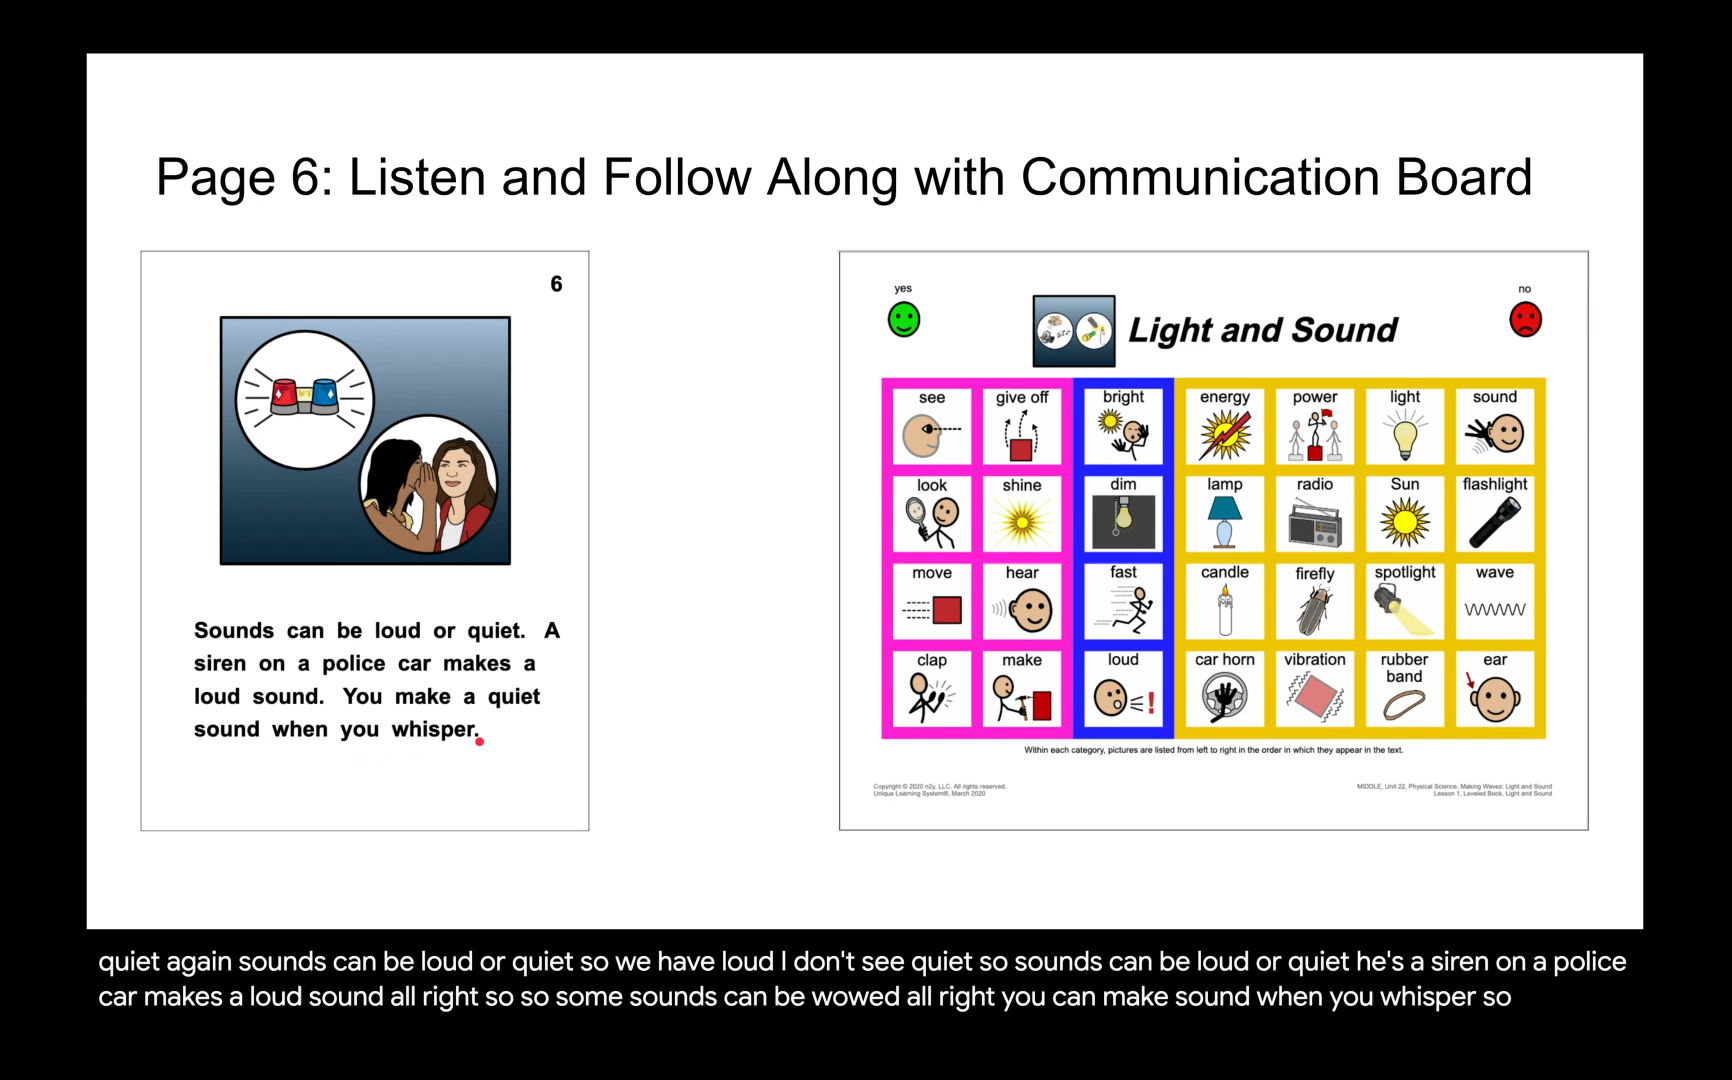 Page 6: Listen and Follow Along with Communication Board
6
Sounds can be loud or quiet. A
siren on a police car makes a
loud sound. You make a quiet
sound when you whisper.
yes
Light and Sound
no
see give off bright energy power light sound
look shine dim lamp radio Sun flashlight
move hear fast candle firefly spotlight wave
clap make loud car horn vibration rubber band ear
Within each category, pictures are listed from left to right in the order in which they appear in the text.
Copyright © 2020 n2y, LLC. All rights reserved.
Unique Learning System®, March 2020
MIDDLE, Unit 22, Physical Science, Making Waves: Light and Sound
Lesson 1, Leveled Book, Light and Sound
quiet again sounds can be loud or quiet so we have loud I don't see quiet so sounds can be loud or quiet he's a siren on a police
car makes a loud sound all right so so some sounds can be wowed all right you can make sound when you whisper so